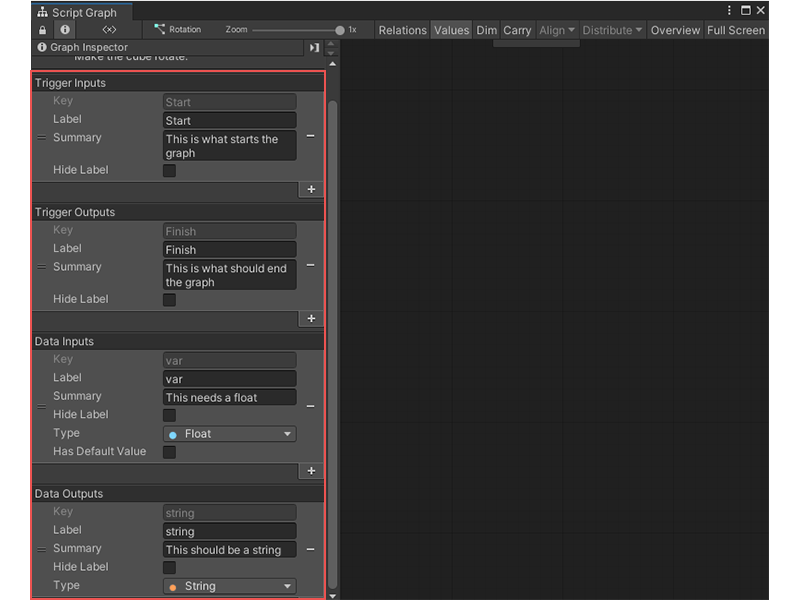 Script Graph
Rotation Zoom 1x Relations Values Dim Carry Align Distribute Overview Full Screen
Graph Inspector
Make the cube rotate.
Trigger Inputs
Key Start
Label Start
Summary This is what starts the
graph
Hide Label
Trigger Outputs
Key Finish
Label Finish
Summary This is what should end
the graph
Hide Label
Data Inputs
Key var
Label var
Summary This needs a float
Hide Label
Type Float
Has Default Value
Data Outputs
Key string
Label string
Summary This should be a string
Hide Label
Type String